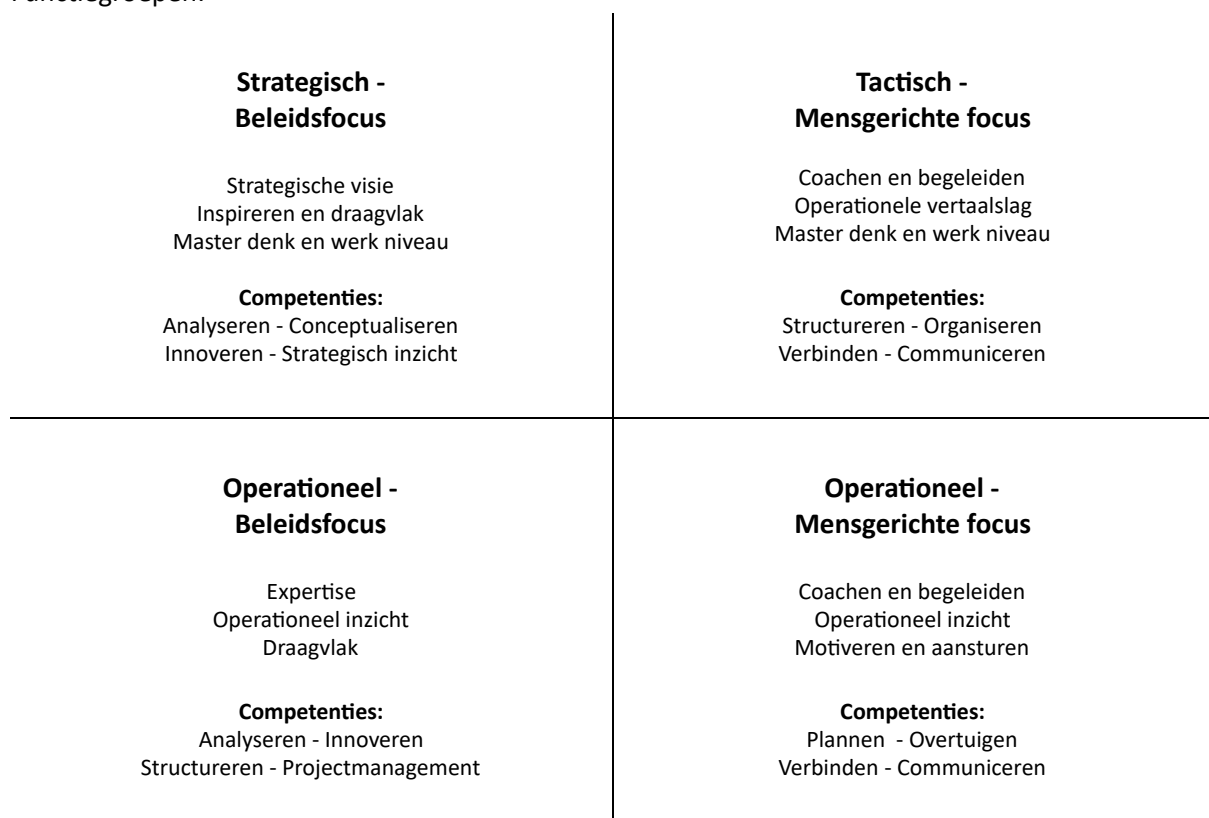 Strategisch -
Beleidsfocus
Strategische visie
Inspireren en draagvlak
Master denk en werk niveau
Competenties:
Analyseren - Conceptualiseren
Innoveren - Strategisch inzicht
Tactisch -
Mensgerichte focus
Coachen en begeleiden
Operationele vertaalslag
Master denk en werk niveau
Competenties:
Structureren - Organiseren
Verbinden - Communiceren
Operationeel -
Beleidsfocus
Expertise
Operationeel inzicht
Draagvlak
Competenties:
Analyseren - Innoveren
Structureren - Projectmanagement
Operationeel -
Mensgerichte focus
Coachen en begeleiden
Operationeel inzicht
Motiveren en aansturen
Competenties:
Plannen  - Overtuigen
Verbinden - Communiceren